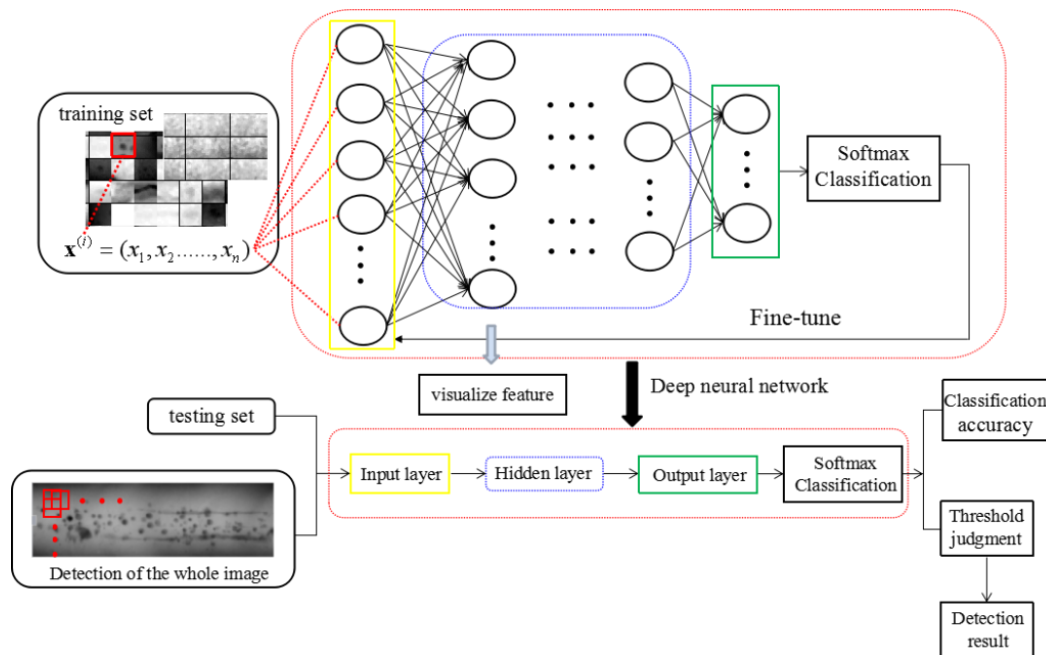 training set
x^(i) = (x_1, x_2......, x_n)
Softmax
Classification
Fine-tune
visualize feature
Deep neural network
testing set
Classification
accuracy
Input layer
Hidden layer
Output layer
Softmax
Classification
Detection of the whole image
Threshold
judgment
Detection
result